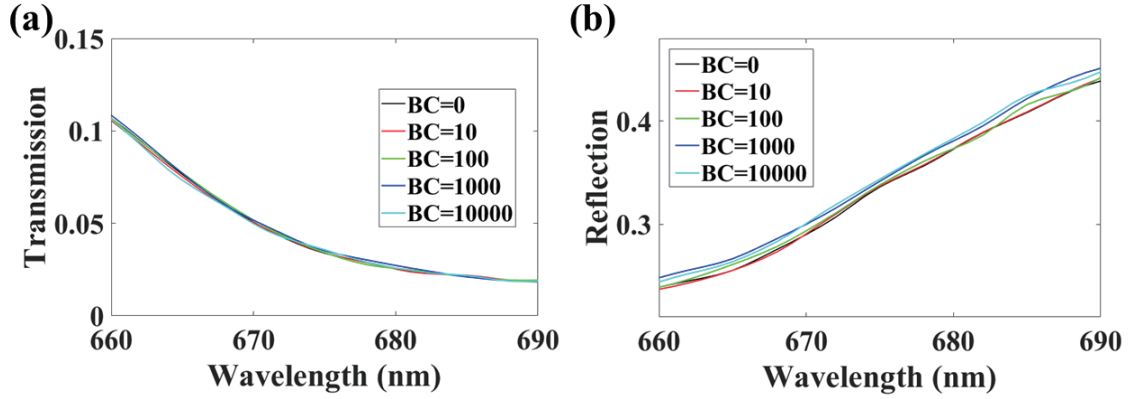 (a)
0.15
0.1
0.05
0
Transmission
BC=0
BC=10
BC=100
BC=1000
BC=10000
660
670
680
690
Wavelength (nm)
(b)
0.4
0.3
Reflection
BC=0
BC=10
BC=100
BC=1000
BC=10000
660
670
680
690
Wavelength (nm)